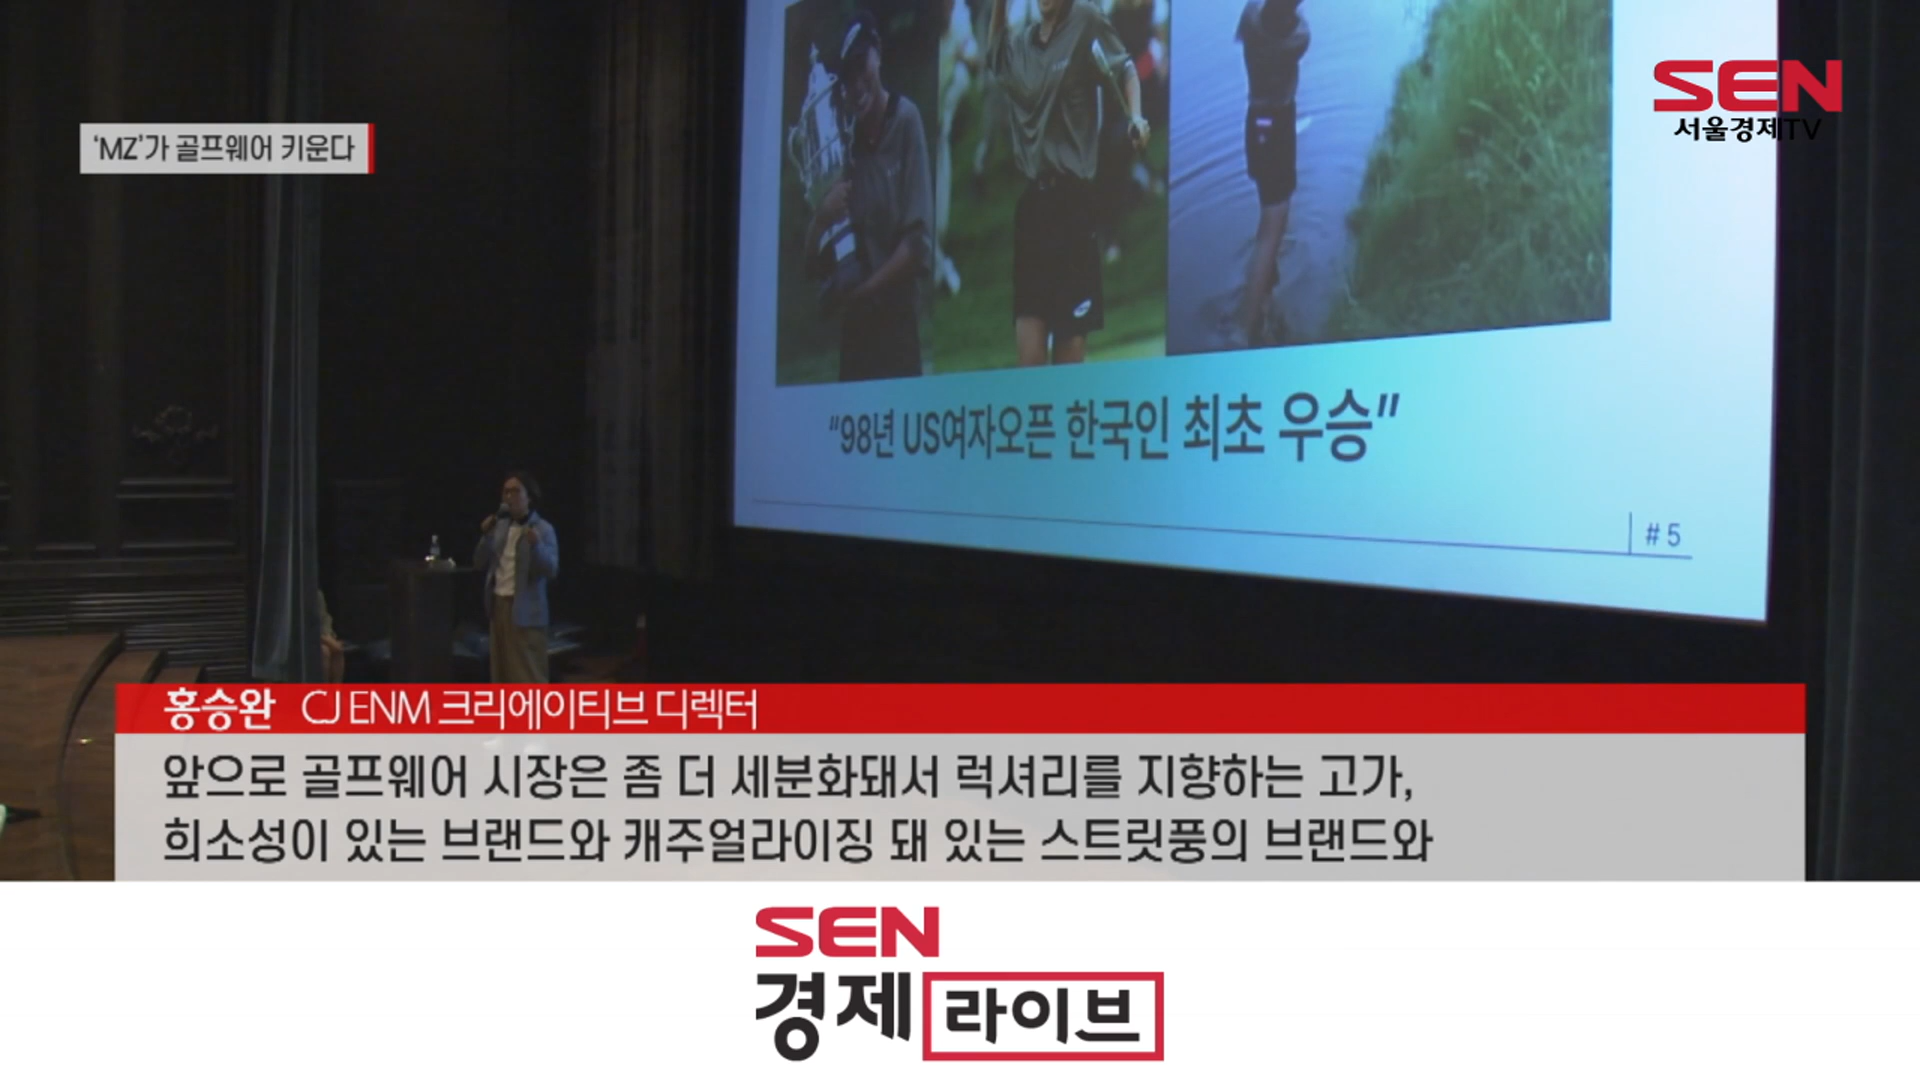 SEN
서울경제TV
‘MZ’가 골프웨어 키운다
“98년 US여자오픈 한국인 최초 우승”
# 5
홍승완 CJ ENM 크리에이티브 디렉터
앞으로 골프웨어 시장은 좀 더 세분화돼서 럭셔리를 지향하는 고가,
희소성이 있는 브랜드와 캐주얼라이징 돼 있는 스트릿풍의 브랜드와
SEN
경제 라이브